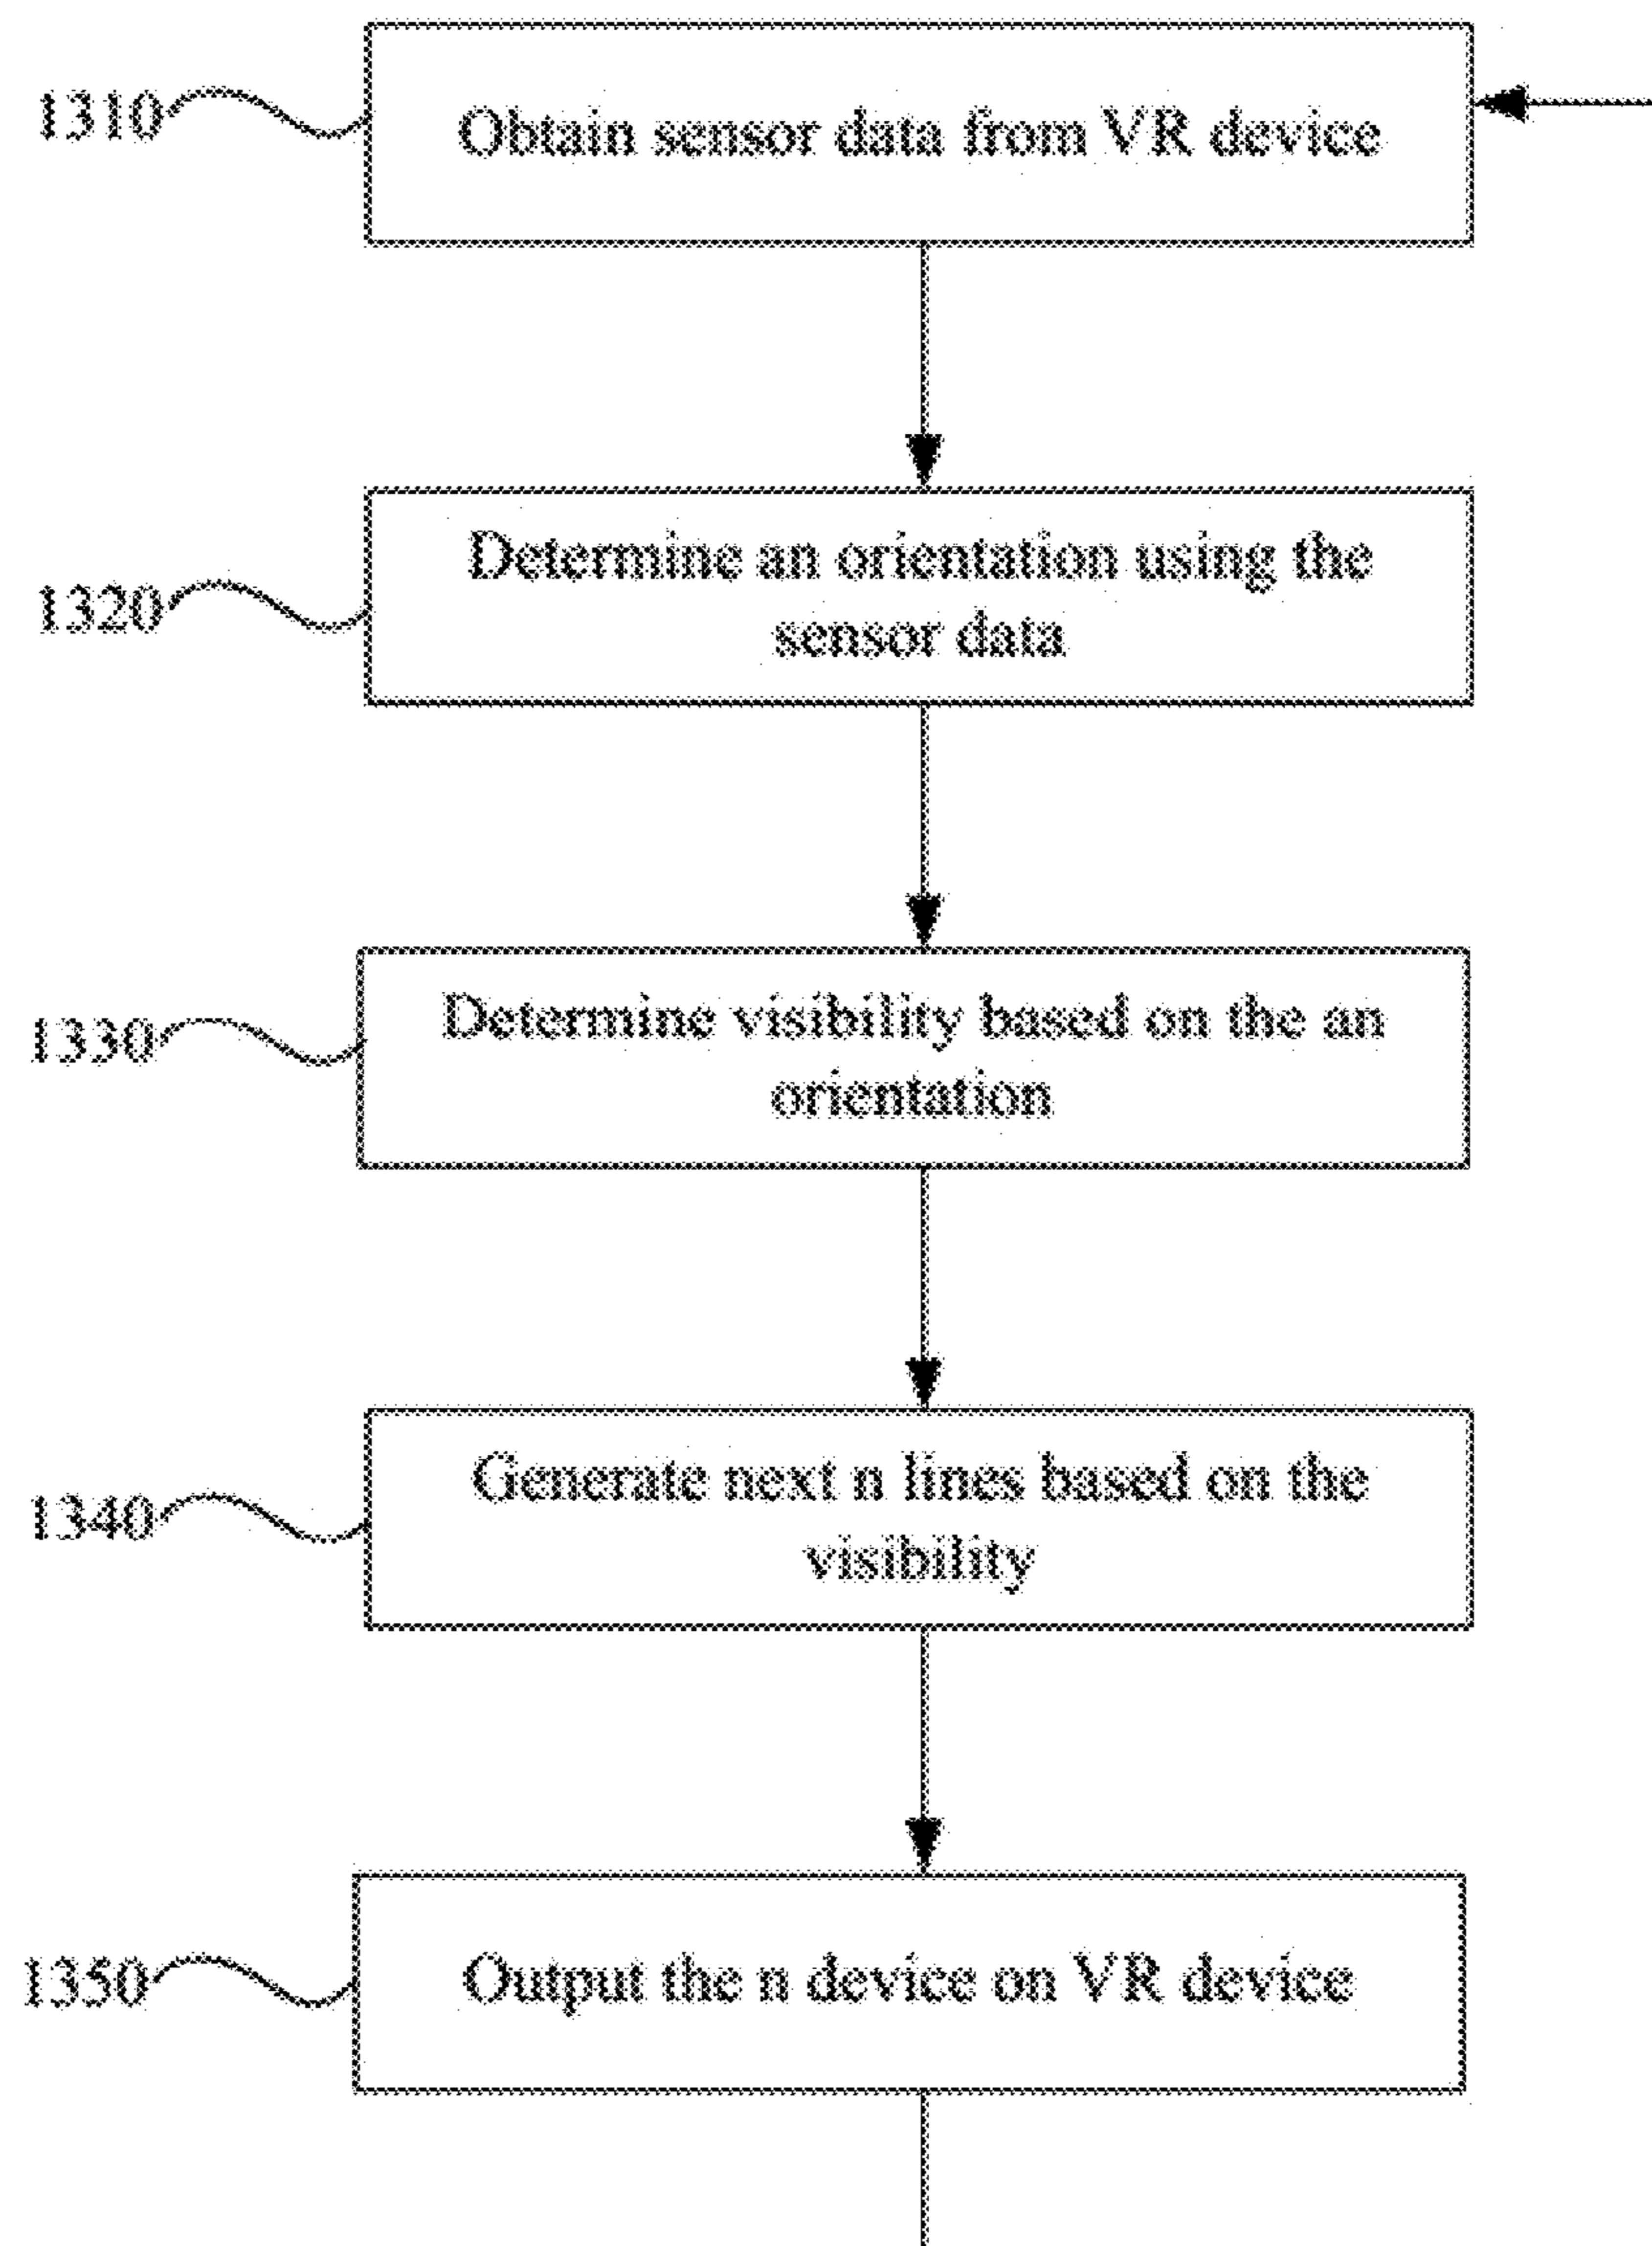 1310
Obtain sensor data from VR device
1320
Determine an orientation using the
sensor data
1330
Determine visibility based on the an
orientation
1340
Generate next n lines based on the
visibility
1350
Output the n device on VR device